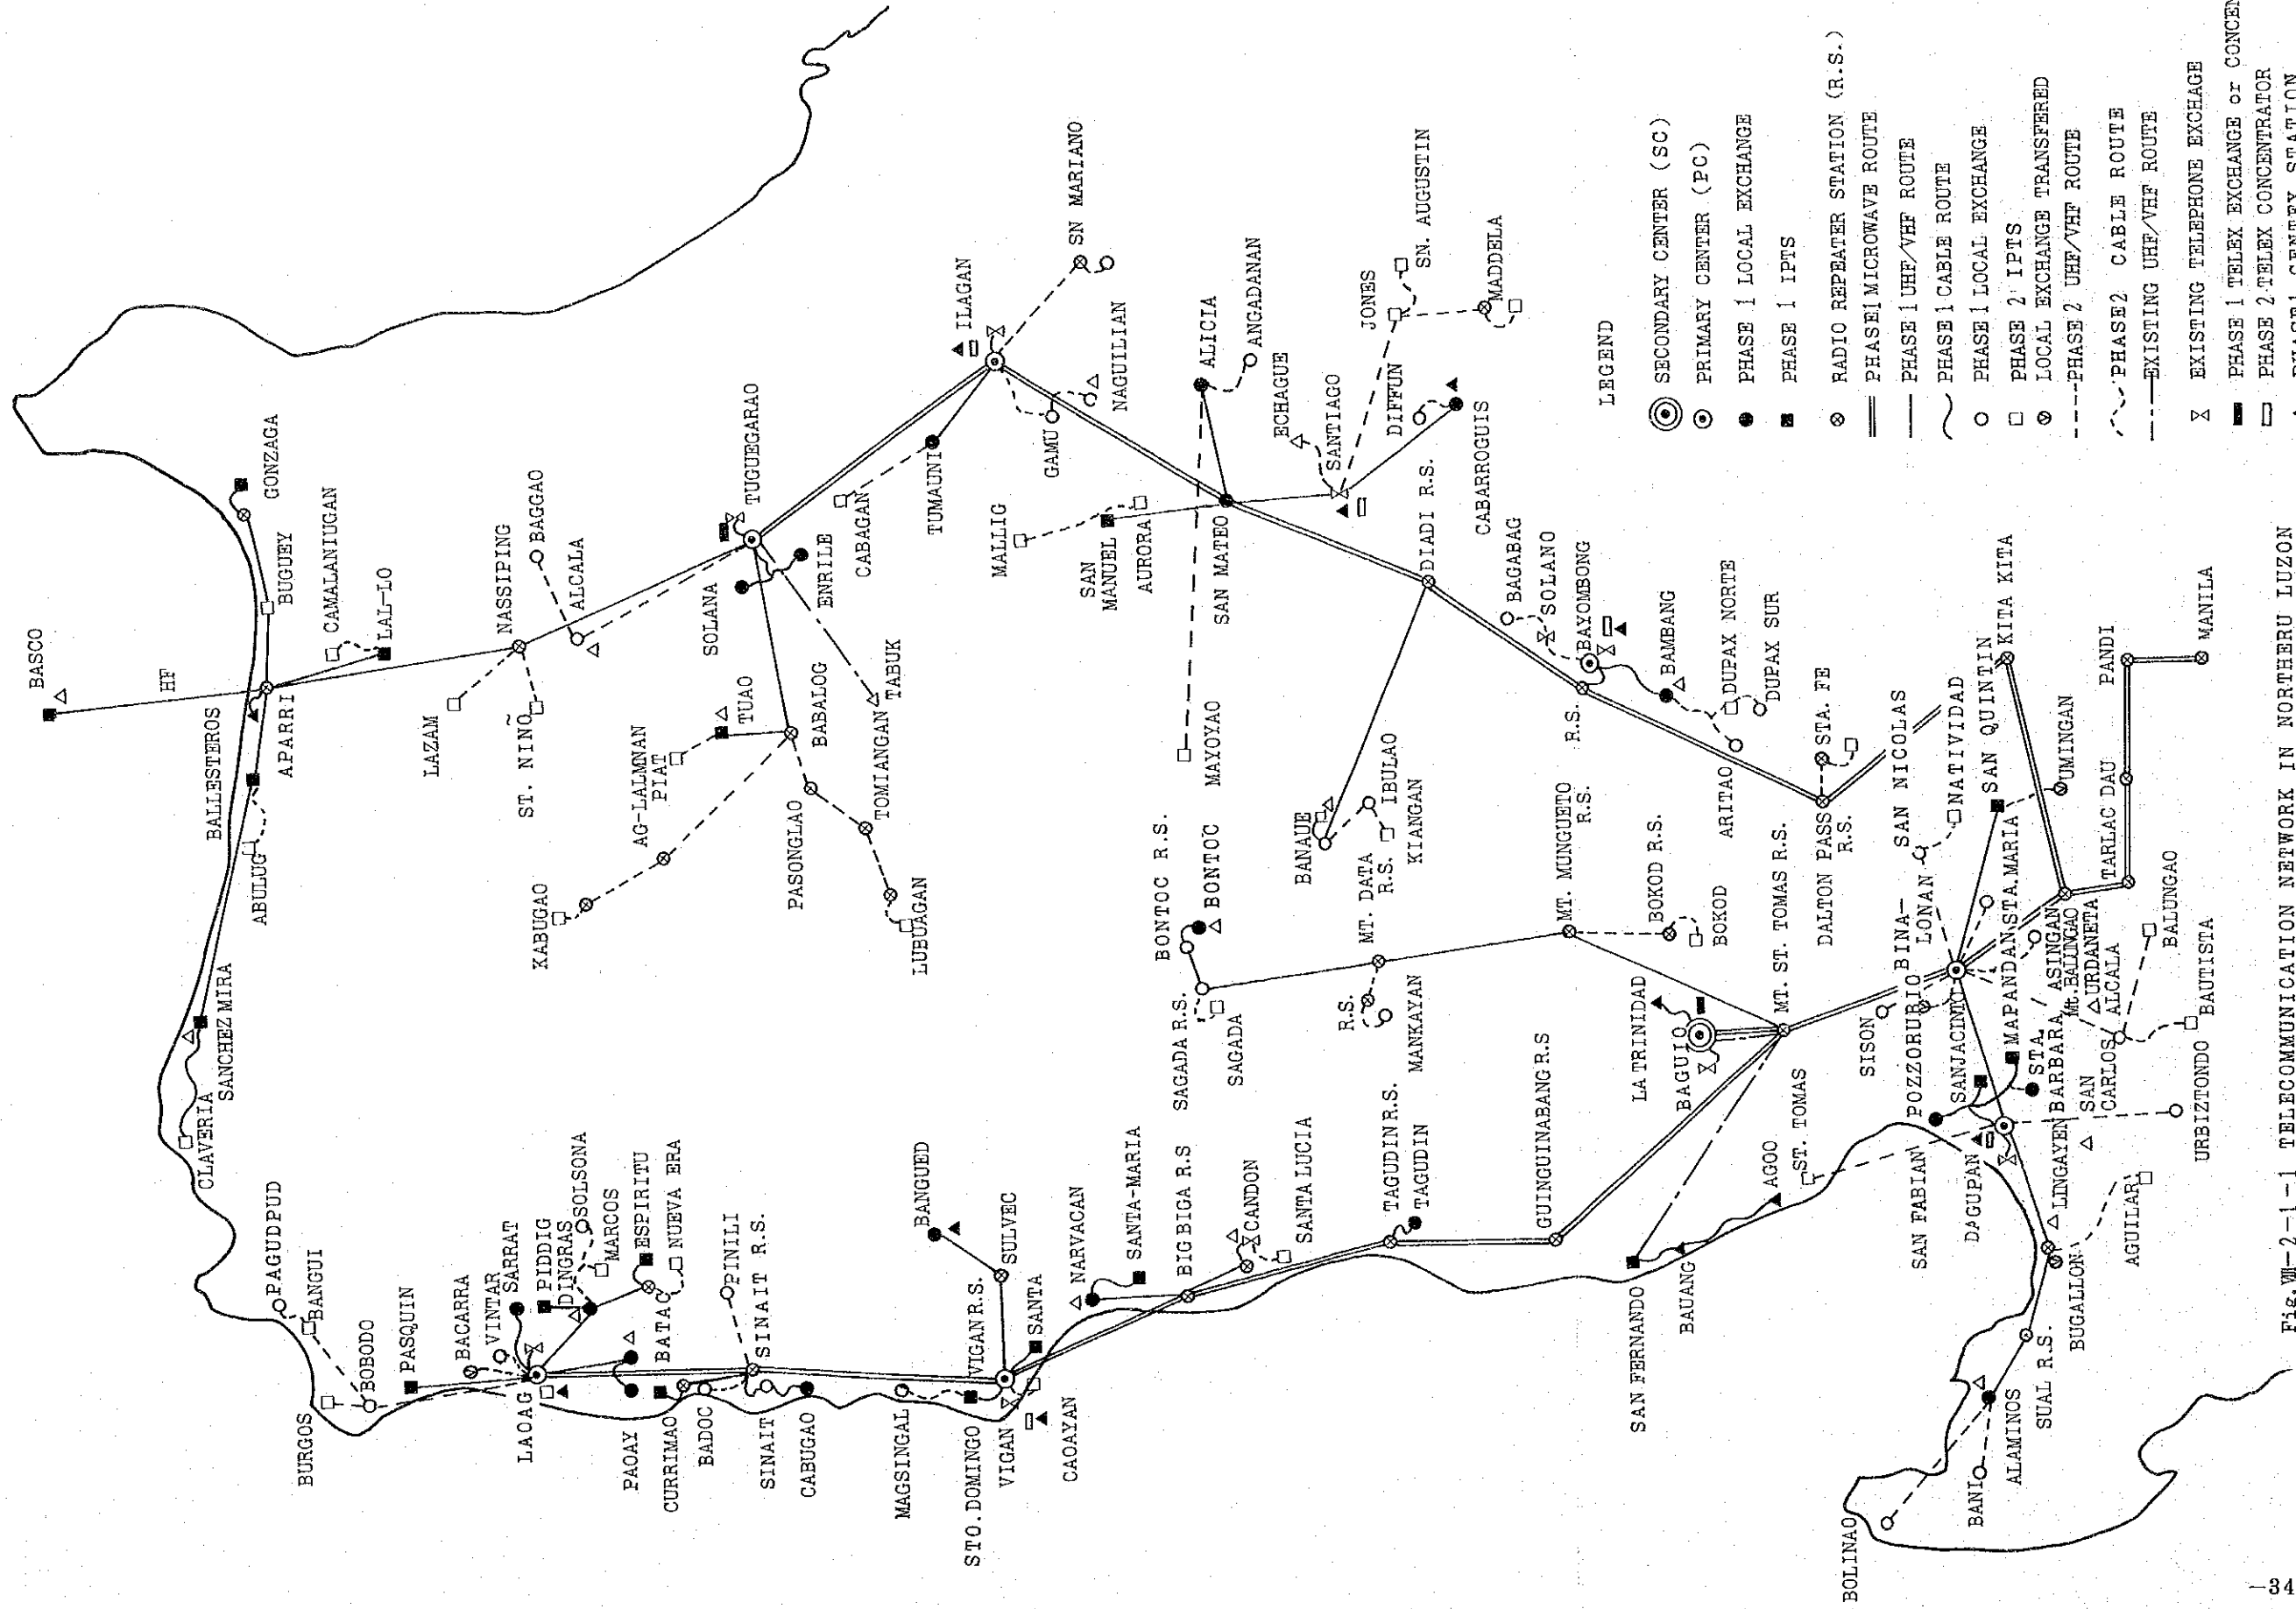 BASCO
HF
BALLESTEROS
APARRI
BUGUEY
GONZAGA
CAMALANIUGAN
LAL-LO
ABULUG
SANCHEZ MIRA
CLAVERIA
NASSIPING
LAZAM
ST. NIÑO
BAGGAO
ALCALA
AG-LALMNAN
PIAT
TUAO
KABUGAO
BABALOG
PASONGLAO
TOMIANGAN
TABUK
LUBUAGAN
SOLANA
ENRILE
TUGUEGARAO
CABAGAN
TUMAUNI
ILAGAN
SN MARIANO
GAMU
NAGUILIAN
MALLIG
SAN
MANUEL
AURORA
SAN MATEO
ALICIA
ANGADANAN
ECHAGUE
SANTIAGO
JONES
SN. AUGUSTIN
MADDELA
DIFFUN
CABARROGUIS
DIADI R.S.
MAYOYAO
BANAUE
IBULAO
KIANGAN
BAGABAG
SOLANO
BAYOMBONG
R.S.
BAMBANG
DUPAX NORTE
DUPAX SUR
ARITAO
STA. FE
DALTON PASS
R.S.
PAGUDPUD
BANGUI
BURGOS
BOBODO
PASQUIN
BACARRA
VINTAR
SARRAT
PIDDIG
DINGRAS
SOLSONA
MARCOS
ESPIRITU
NUEVA ERA
LAOAG
BATAC
PAOAY
CURRIMAO
BADOC
PINILI
SINAIT R.S.
SINAIT
CABUGAO
MAGSINGAL
STO.DOMINGO
VIGAN R.S.
VIGAN
BANGUED
SULVEC
SANTA
CAOAYAN
NARVACAN
SANTA-MARIA
BIGBIGA R.S
CANDON
SANTA LUCIA
TAGUDIN R.S.
TAGUDIN
GUINGUINABANG R.S
BONTOC R.S.
BONTOC
SAGADA R.S.
SAGADA
MT. DATA
R.S.
R.S.
MANKAYAN
MT. MUNGUETO
R.S.
BOKOD R.S.
BOKOD
LA TRINIDAD
BAGUIO
MT. ST. TOMAS R.S.
SAN FERNANDO
BAUANG
AGOO
ST. TOMAS
SISON
POZZORUBIO
BINA-
LONAN
SAN NICOLAS
NATIVIDAD
SAN QUINTIN
KITA KITA
UMINGAN
STA.MARIA
ASINGAN
Mt.BALUNGAO
URDANETA
ALCALA
BALUNGAO
BAUTISTA
TARLAC
DAU
PANDI
MANILA
SANJACINTO
MAPANDAN
STA.
BARBARA
SAN FABIAN
DAGUPAN
LINGAYEN
SAN
CARLOS
URBIZTONDO
BUGALLON
AGUILAR
SUAL R.S.
ALAMINOS
BANI
BOLINAO
LEGEND
SECONDARY CENTER (SC)
PRIMARY CENTER (PC)
PHASE 1 LOCAL EXCHANGE
PHASE 1 IPTS
RADIO REPEATER STATION (R.S.)
PHASE1 MICROWAVE ROUTE
PHASE 1 UHF/VHF ROUTE
PHASE 1 CABLE ROUTE
PHASE 1 LOCAL EXCHANGE
PHASE 2 IPTS
LOCAL EXCHANGE TRANSFERED
PHASE 2 UHF/VHF ROUTE
PHASE2 CABLE ROUTE
EXISTING UHF/VHF ROUTE
EXISTING TELEPHONE EXCHAGE
PHASE 1 TELEX EXCHANGE or CONCEN
PHASE 2 TELEX CONCENTRATOR
PHASE1 GENTEX STATION
Fig. Ⅷ-2-1-1 TELECOMMUNICATION NETWORK IN NORTHERU LUZON
-34